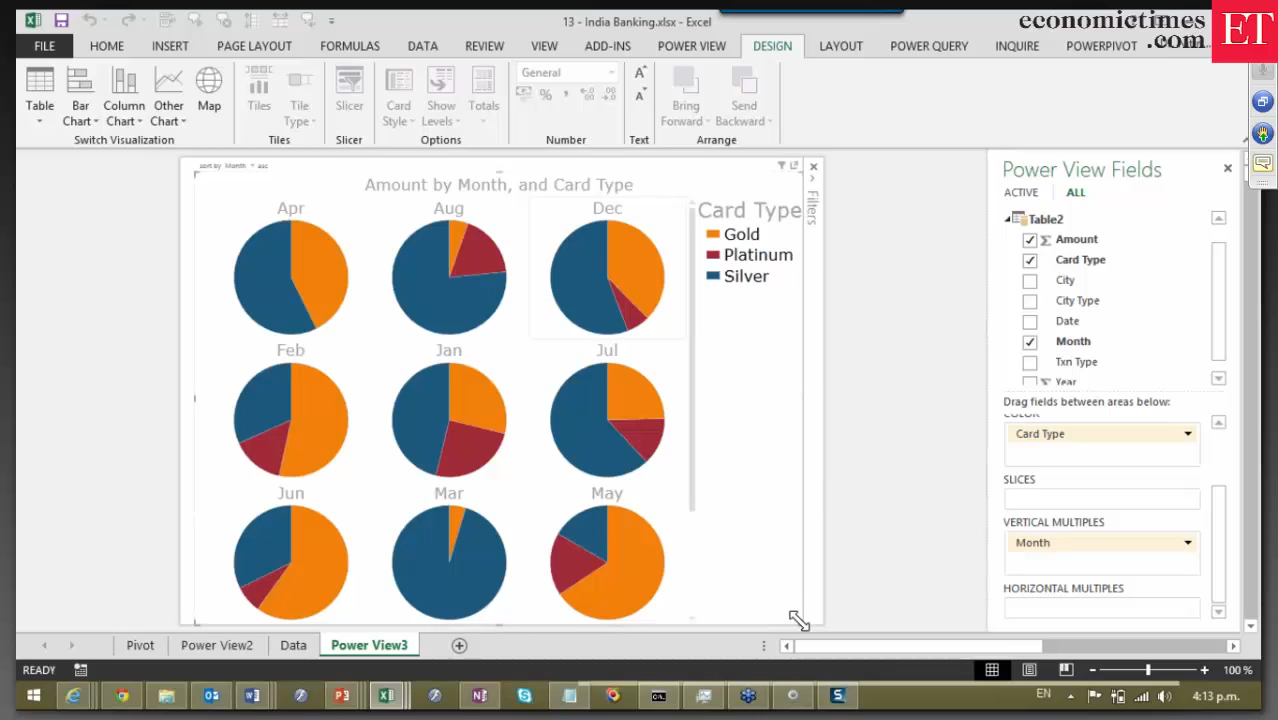 13 - India Banking.xlsx - Excel
economictimes
.com
ET
FILE
HOME
INSERT
PAGE LAYOUT
FORMULAS
DATA
REVIEW
VIEW
ADD-INS
POWER VIEW
DESIGN
LAYOUT
POWER QUERY
INQUIRE
POWERPIVOT
Table
Bar Chart
Column Chart
Other Chart
Map
Switch Visualization
Tiles
Tile Type
Tiles
Slicer
Slicer
Card Style
Show Levels
Totals
Options
General
%
Number
A
A
Text
Bring Forward
Send Backward
Arrange
sort by Month asc
Amount by Month, and Card Type
Apr
Aug
Dec
Feb
Jan
Jul
Jun
Mar
May
Card Type
Gold
Platinum
Silver
Filters
Power View Fields
ACTIVE
ALL
Table2
Σ Amount
Card Type
City
City Type
Date
Month
Txn Type
Σ Year
Drag fields between areas below:
COLOR
Card Type
SLICES
VERTICAL MULTIPLES
Month
HORIZONTAL MULTIPLES
Pivot
Power View2
Data
Power View3
READY
100 %
EN
4:13 p.m.